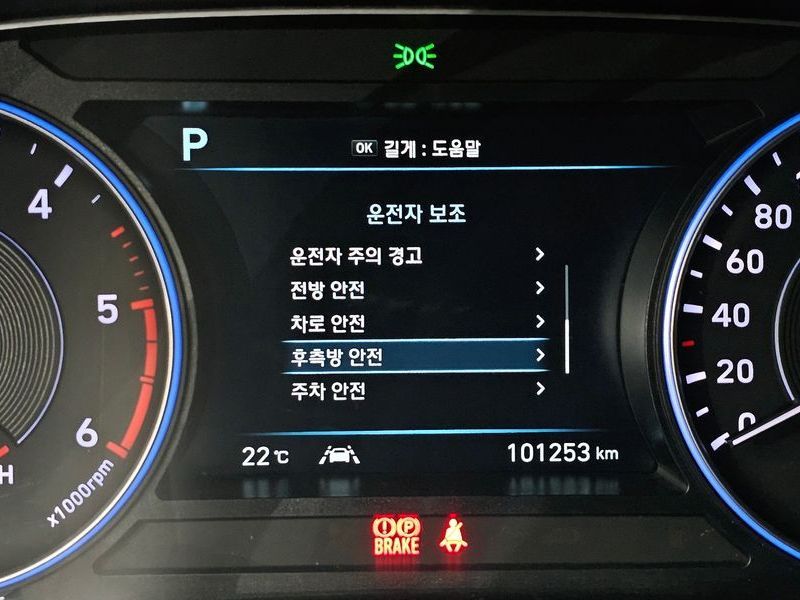 P
OK 길게 : 도움말
운전자 보조
운전자 주의 경고
전방 안전
차로 안전
후측방 안전
주차 안전
22℃
101253 km
4
5
6
x1000rpm
H
80
60
40
20
0
(!) (P)
BRAKE